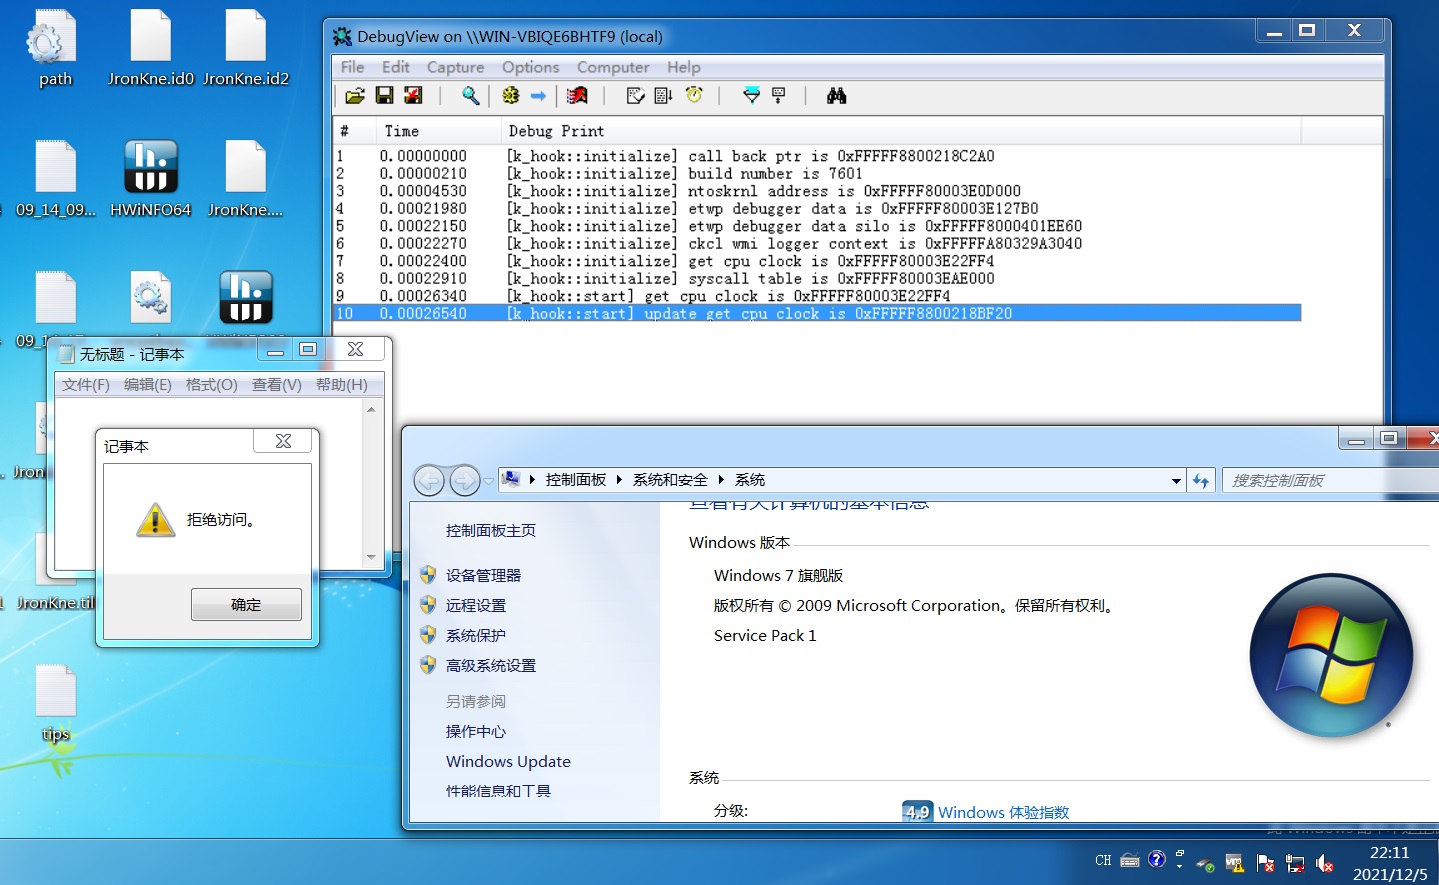 path
JronKne.id0
JronKne.id2
09_14_09...
HWiNFO64
JronKne....
DebugView on \\WIN-VBIQE6BHTF9 (local)
File Edit Capture Options Computer Help
# Time Debug Print
1 0.00000000 [k_hook::initialize] call back ptr is 0xFFFFF8800218C2A0
2 0.00000210 [k_hook::initialize] build number is 7601
3 0.00004530 [k_hook::initialize] ntoskrnl address is 0xFFFFF80003E0D000
4 0.00021980 [k_hook::initialize] etwp debugger data is 0xFFFFF80003E127B0
5 0.00022150 [k_hook::initialize] etwp debugger data silo is 0xFFFFF8000401EE60
6 0.00022270 [k_hook::initialize] ckcl wmi logger context is 0xFFFFFA80329A3040
7 0.00022400 [k_hook::initialize] get cpu clock is 0xFFFFF80003E22FF4
8 0.00022910 [k_hook::initialize] syscall table is 0xFFFFF80003EAE000
9 0.00026340 [k_hook::start] get cpu clock is 0xFFFFF80003E22FF4
10 0.00026540 [k_hook::start] update get cpu clock is 0xFFFFF8800218BF20
无标题 - 记事本
文件(F) 编辑(E) 格式(O) 查看(V) 帮助(H)
记事本
拒绝访问。
确定
JronKne.til
tips
控制面板 系统和安全 系统
搜索控制面板
控制面板主页
设备管理器
远程设置
系统保护
高级系统设置
另请参阅
操作中心
Windows Update
性能信息和工具
查看有关计算机的基本信息
Windows 版本
Windows 7 旗舰版
版权所有 © 2009 Microsoft Corporation。保留所有权利。
Service Pack 1
系统
分级:
4.9 Windows 体验指数
CH
22:11
2021/12/5